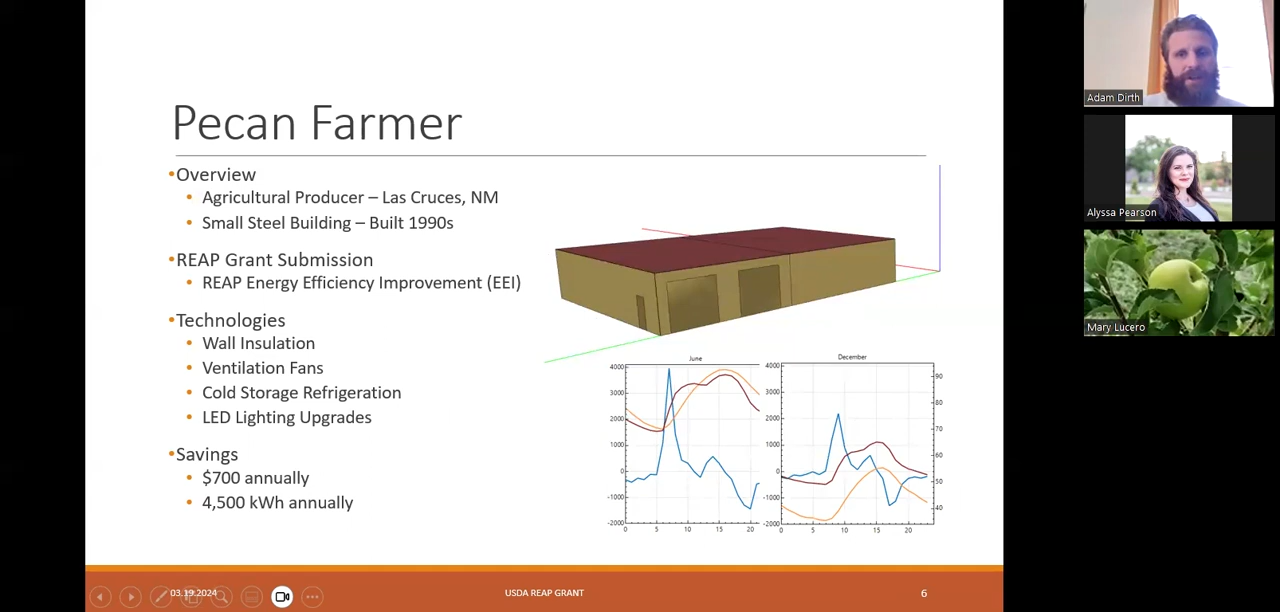 Pecan Farmer
•Overview
• Agricultural Producer – Las Cruces, NM
• Small Steel Building – Built 1990s
•REAP Grant Submission
• REAP Energy Efficiency Improvement (EEI)
•Technologies
• Wall Insulation
• Ventilation Fans
• Cold Storage Refrigeration
• LED Lighting Upgrades
•Savings
• $700 annually
• 4,500 kWh annually
June
4000
3000
2000
1000
0
-1000
-2000
0 5 10 15 20
December
4000
3000
2000
1000
0
-1000
-2000
90
80
70
60
50
40
0 5 10 15 20
03.19.2024
USDA REAP GRANT
6
Adam Dirth
Alyssa Pearson
Mary Lucero